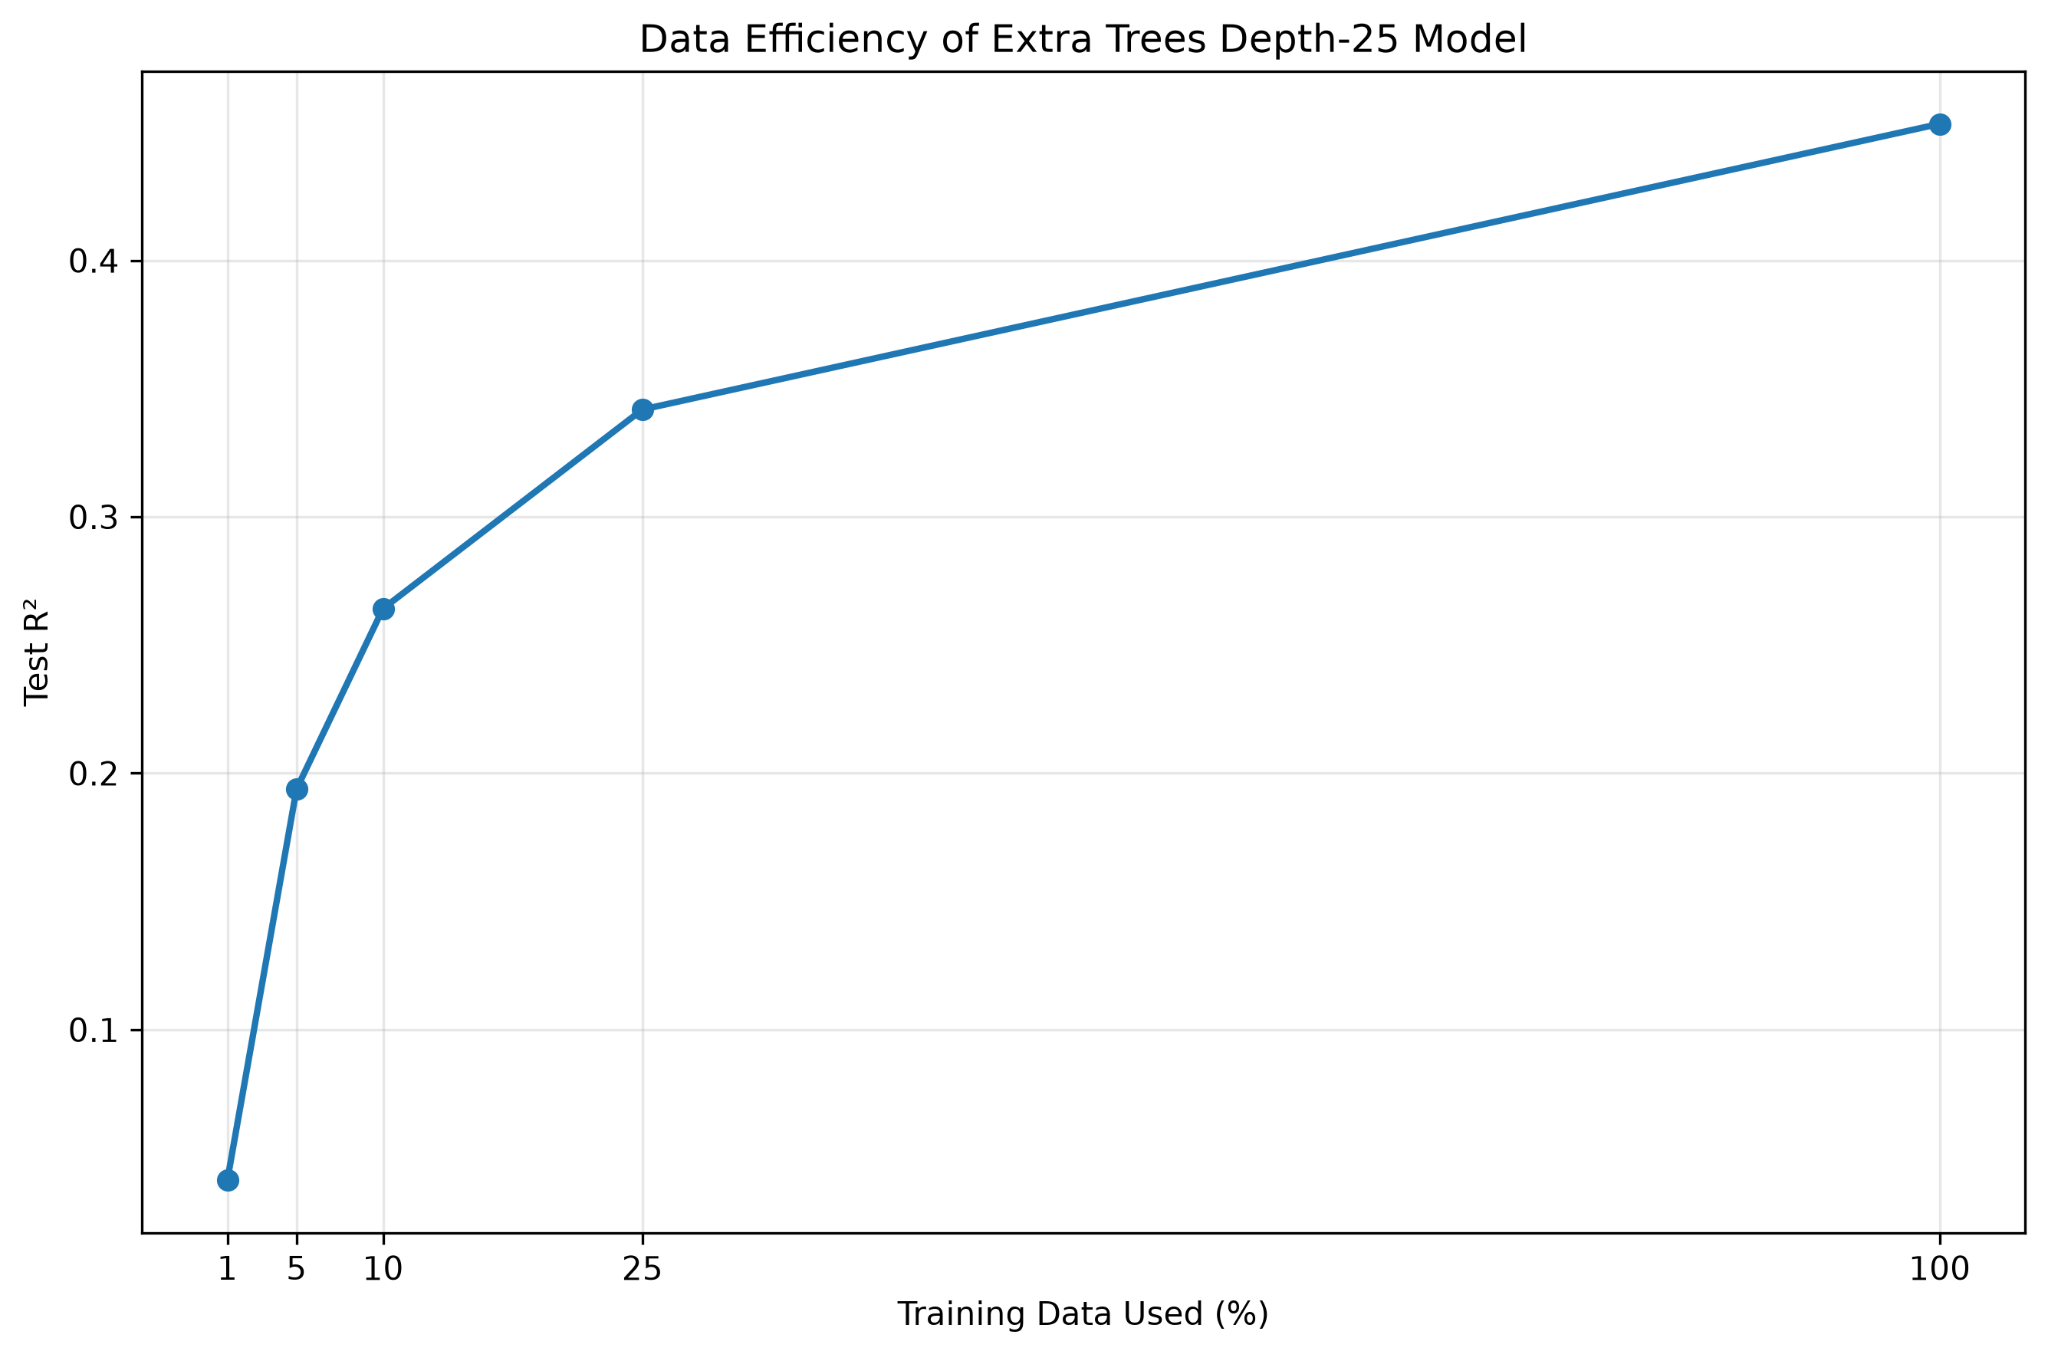 Data Efficiency of Extra Trees Depth-25 Model
Test R²
0.4
0.3
0.2
0.1
1 5 10 25 100
Training Data Used (%)